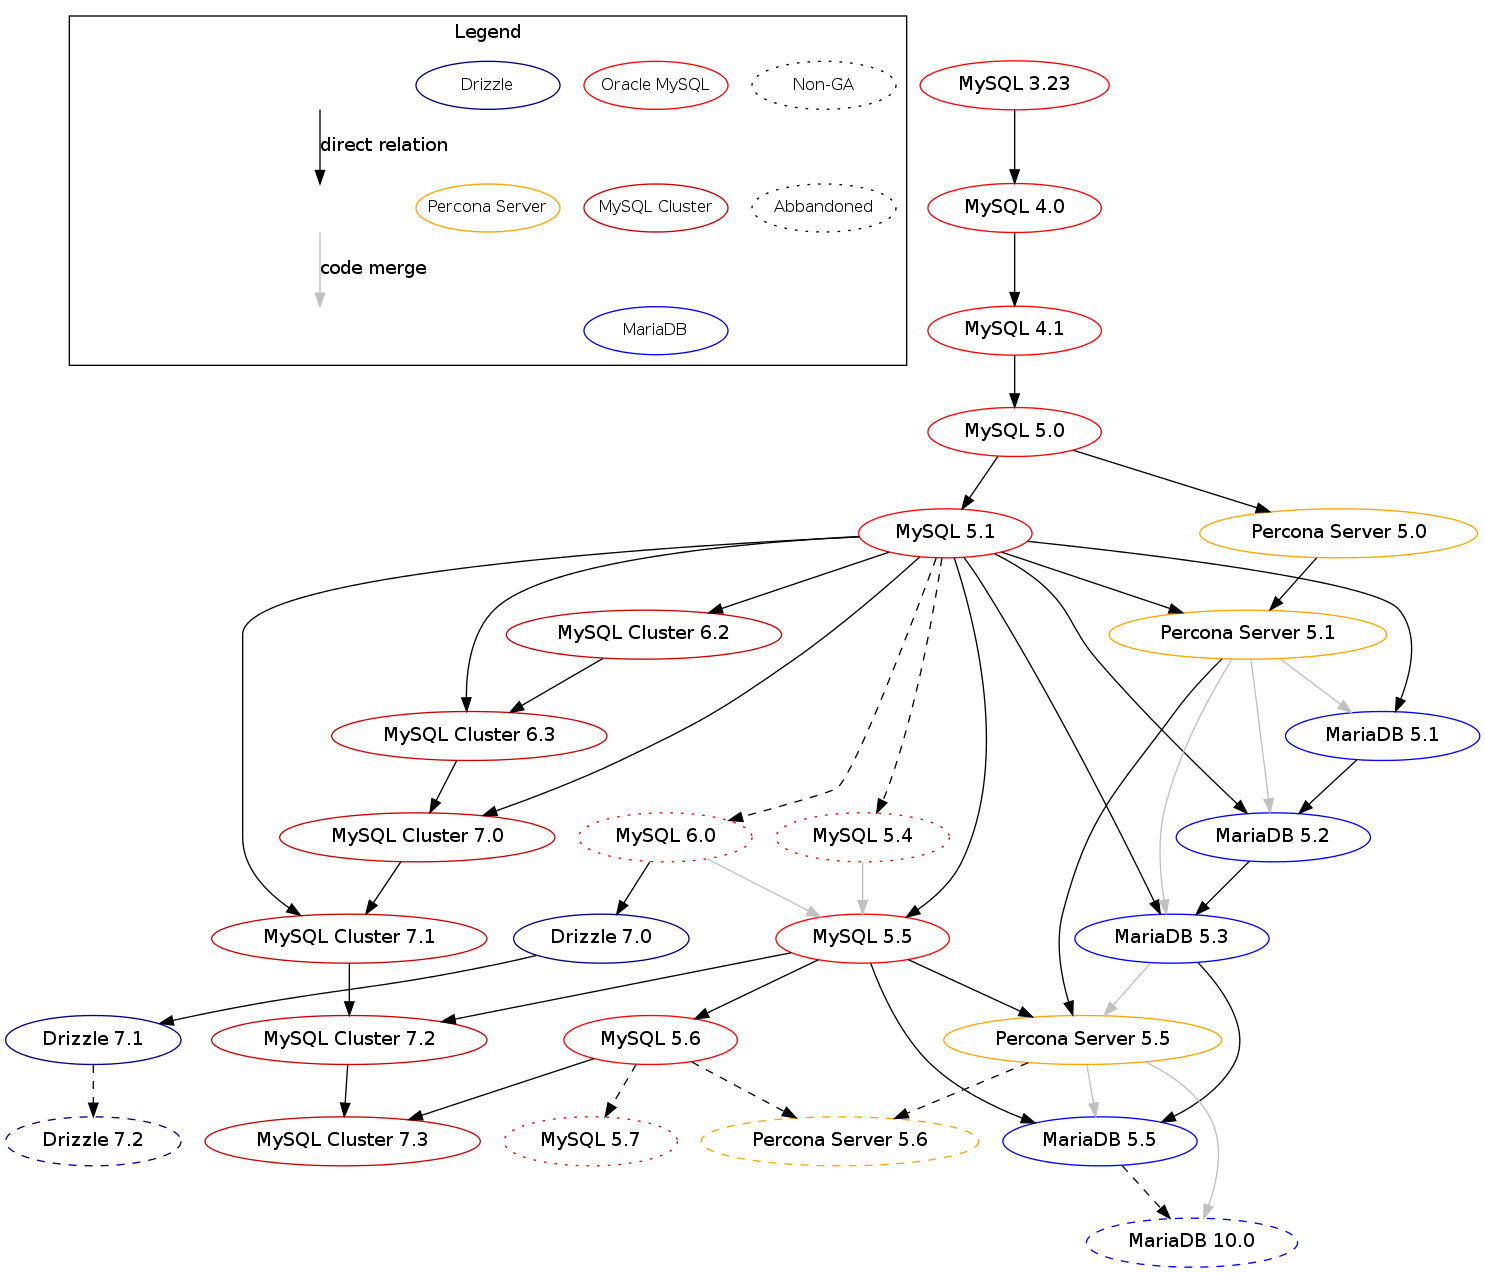 Legend
Drizzle
Oracle MySQL
Non-GA
MySQL 3.23
direct relation
Percona Server
MySQL Cluster
Abbandoned
MySQL 4.0
code merge
MariaDB
MySQL 4.1
MySQL 5.0
MySQL 5.1
Percona Server 5.0
MySQL Cluster 6.2
Percona Server 5.1
MySQL Cluster 6.3
MariaDB 5.1
MySQL Cluster 7.0
MySQL 6.0
MySQL 5.4
MariaDB 5.2
MySQL Cluster 7.1
Drizzle 7.0
MySQL 5.5
MariaDB 5.3
Drizzle 7.1
MySQL Cluster 7.2
MySQL 5.6
Percona Server 5.5
Drizzle 7.2
MySQL Cluster 7.3
MySQL 5.7
Percona Server 5.6
MariaDB 5.5
MariaDB 10.0